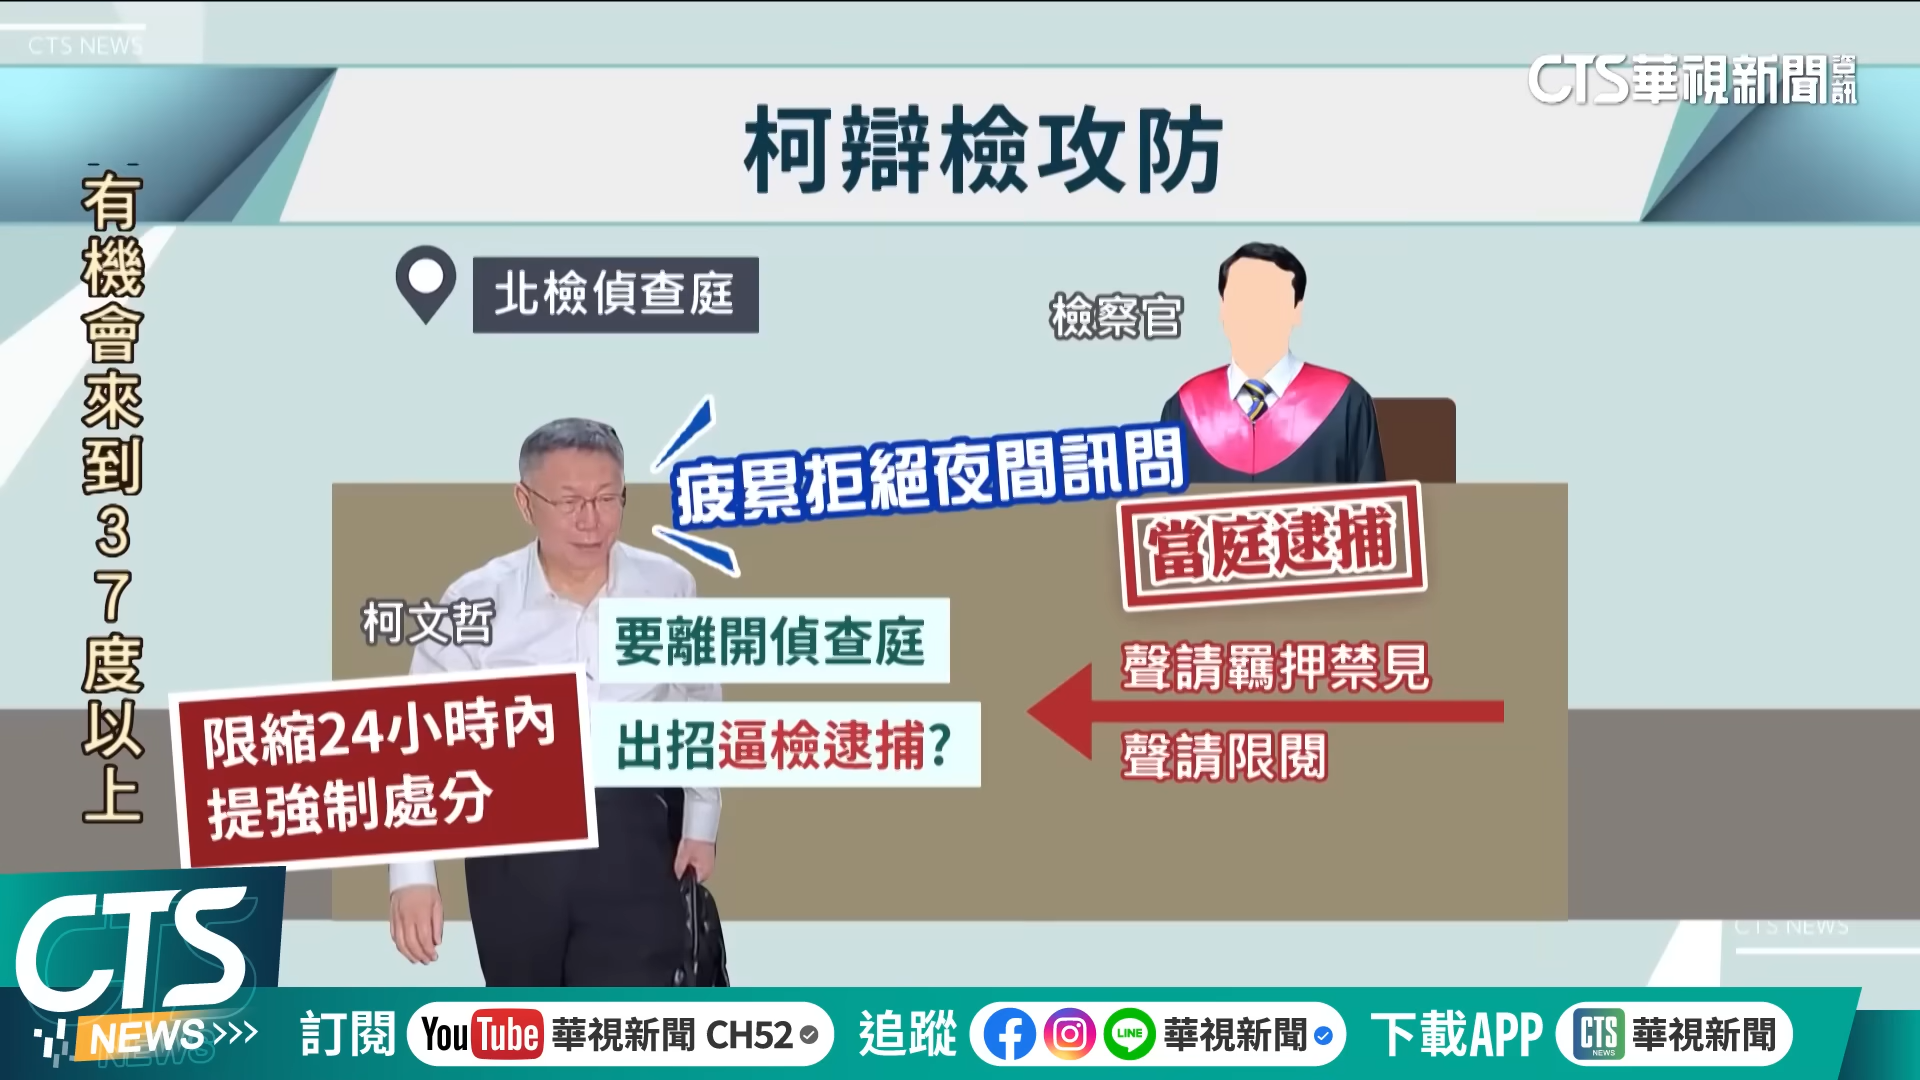 CTS NEWS
CTS華視新聞資訊
柯辯檢攻防
有機會來到37度以上
北檢偵查庭
檢察官
疲累拒絕夜間訊問
當庭逮捕
柯文哲
要離開偵查庭
出招逼檢逮捕?
限縮24小時內
提強制處分
聲請羈押禁見
聲請限閱
CTS NEWS
CTS
NEWS
訂閱 YouTube 華視新聞 CH52 追蹤 LINE 華視新聞 下載APP CTS NEWS 華視新聞